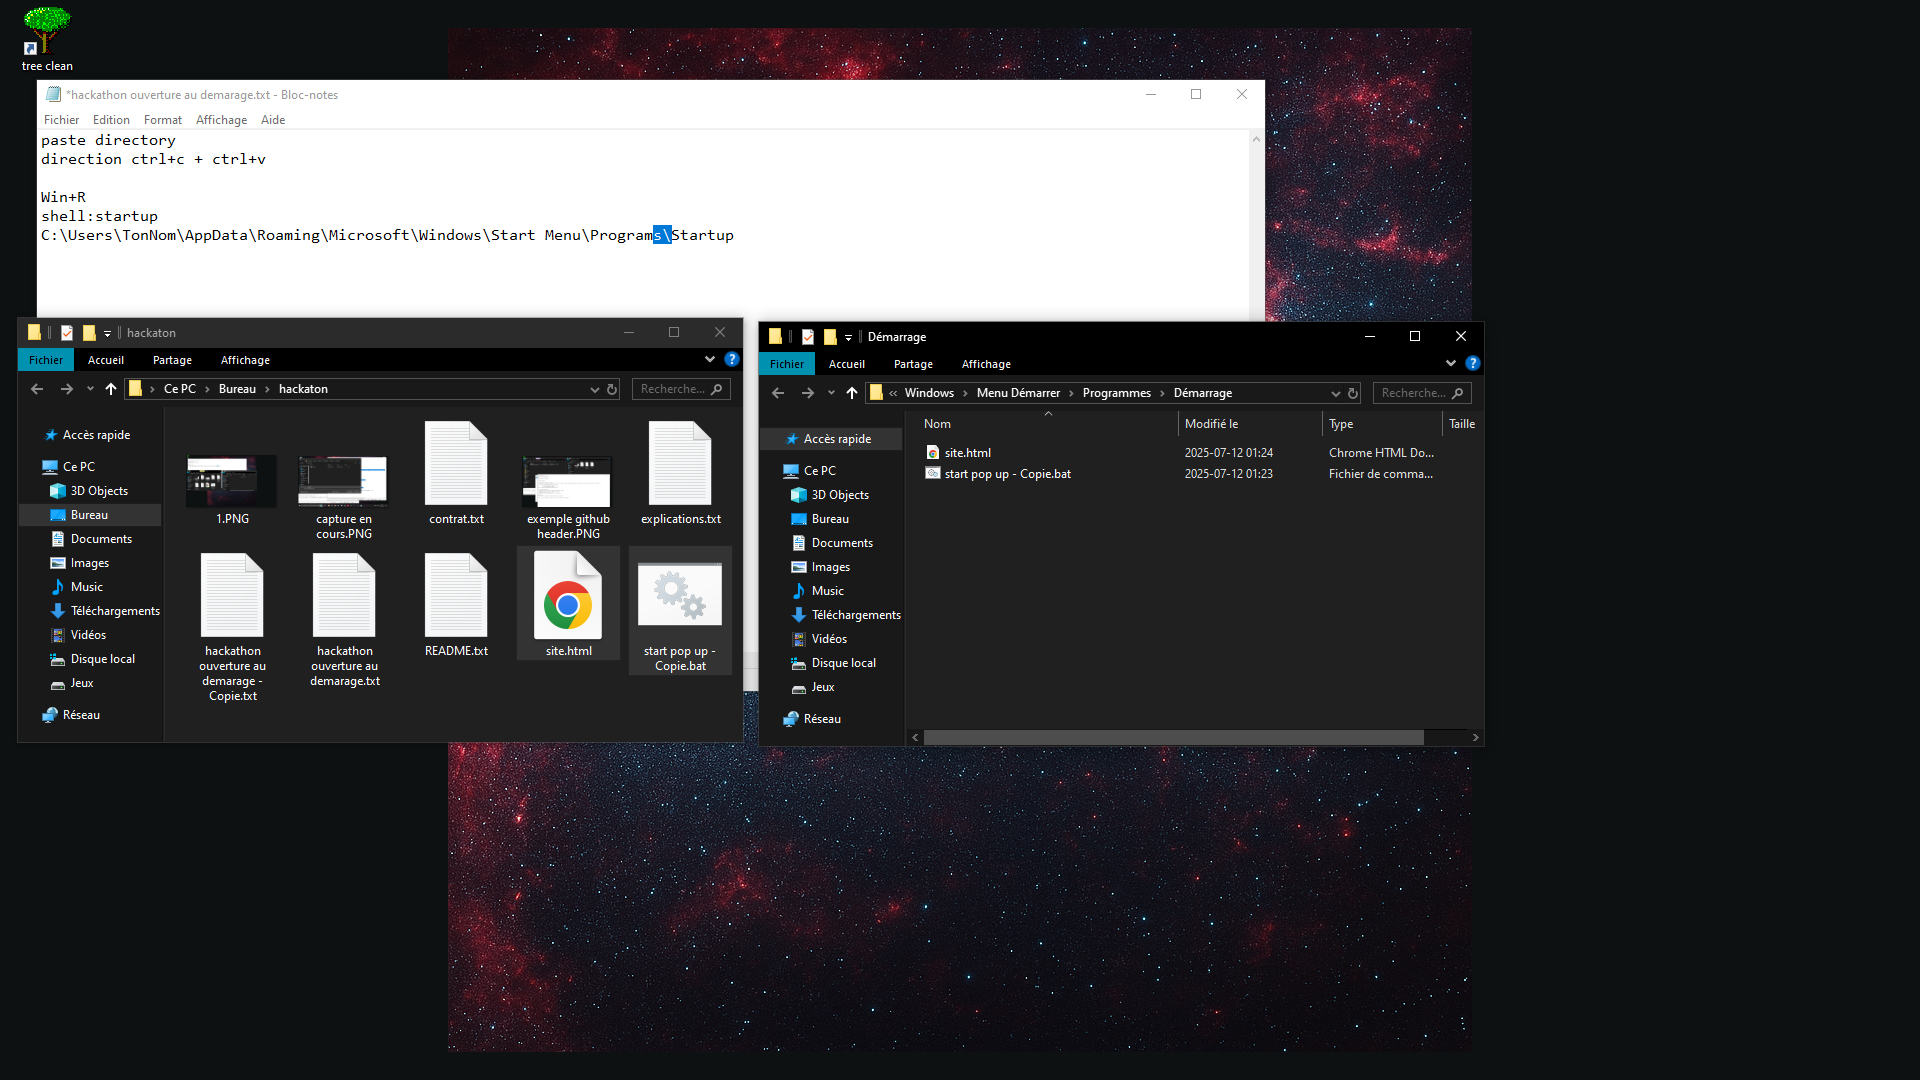 tree clean
*hackathon ouverture au demarage.txt - Bloc-notes
Fichier Edition Format Affichage Aide
paste directory
direction ctrl+c + ctrl+v
Win+R
shell:startup
C:\Users\TonNom\AppData\Roaming\Microsoft\Windows\Start Menu\Programs\Startup
hackaton
Fichier Accueil Partage Affichage
Ce PC Bureau hackaton Recherche...
Accès rapide
Ce PC
3D Objects
Bureau
Documents
Images
Music
Téléchargements
Vidéos
Disque local
Jeux
Réseau
1.PNG
capture en
cours.PNG
contrat.txt
exemple github
header.PNG
explications.txt
hackathon
ouverture au
demarage -
Copie.txt
hackathon
ouverture au
demarage.txt
README.txt
site.html
start pop up -
Copie.bat
Démarrage
Fichier Accueil Partage Affichage
« Windows Menu Démarrer Programmes Démarrage Recherche...
Accès rapide
Ce PC
3D Objects
Bureau
Documents
Images
Music
Téléchargements
Vidéos
Disque local
Jeux
Réseau
Nom Modifié le Type Taille
site.html 2025-07-12 01:24 Chrome HTML Do...
start pop up - Copie.bat 2025-07-12 01:23 Fichier de comma...